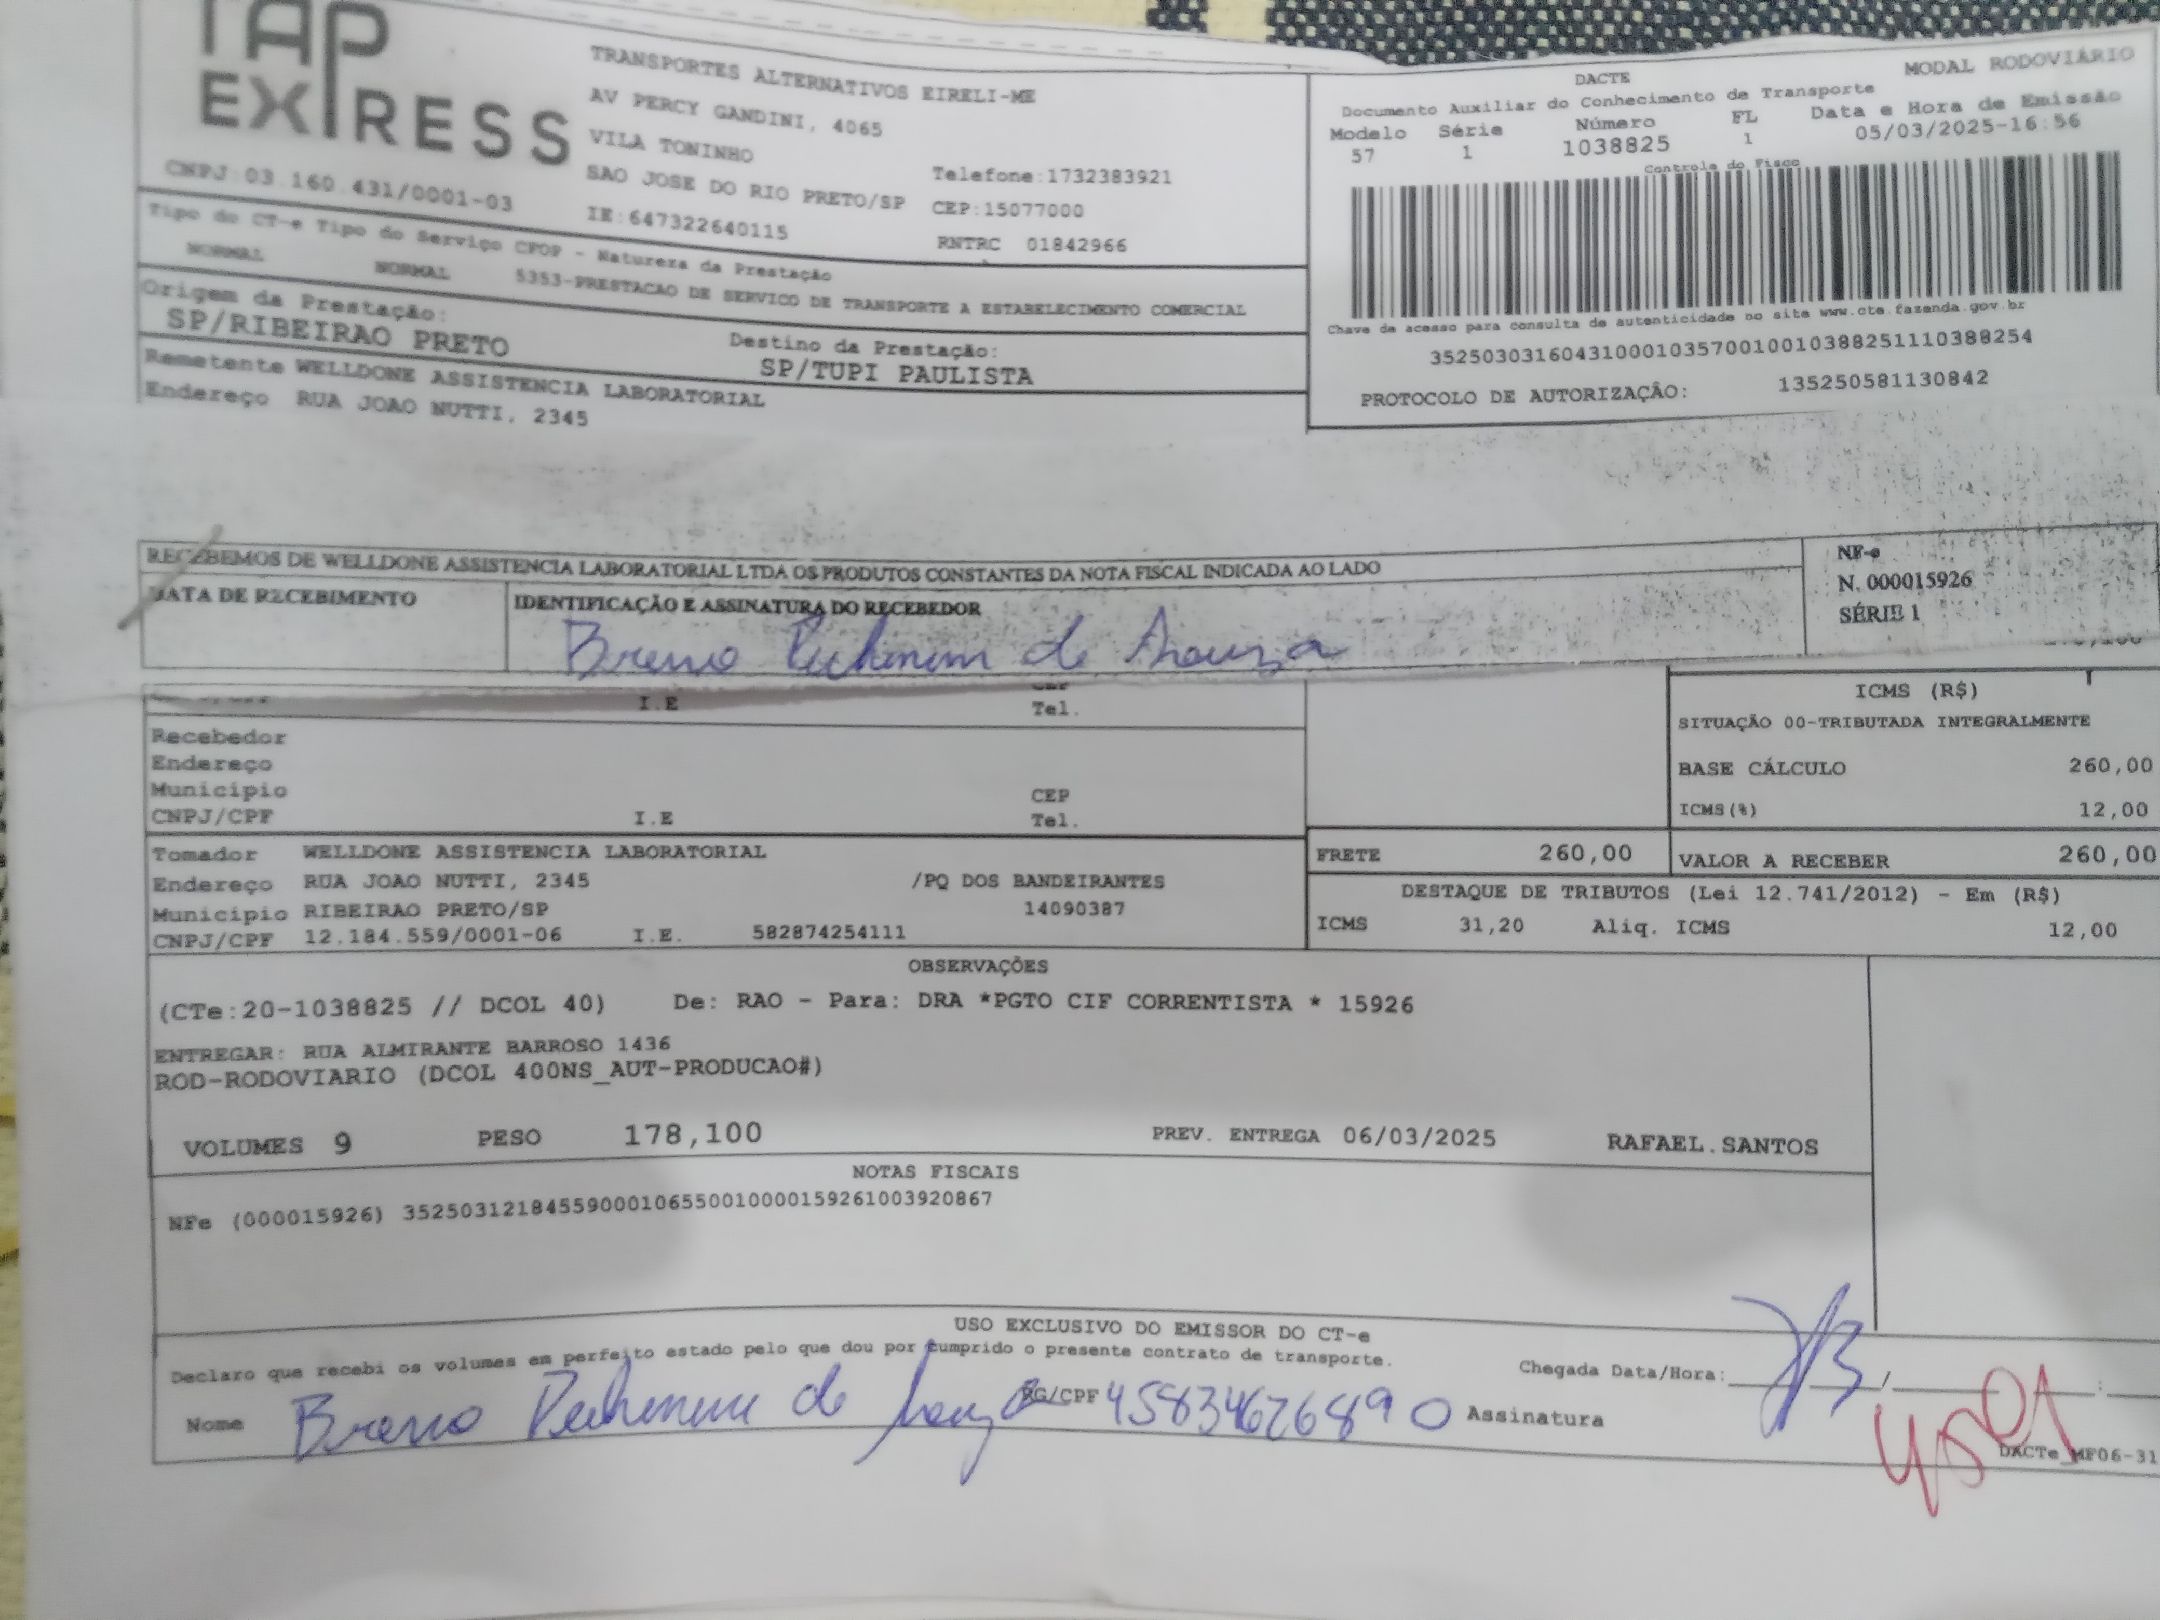 TAP
EXPRESS
CNPJ:03.160.431/0001-03
TRANSPORTES ALTERNATIVOS EIRELI-ME
AV PERCY GANDINI, 4065
VILA TONINHO
SAO JOSE DO RIO PRETO/SP
IE:647322640115
Telefone:1732383921
CEP:15077000
RNTRC 01842966
DACTE MODAL RODOVIÁRIO
Documento Auxiliar do Conhecimento de Transporte
Modelo Série Número FL Data e Hora de Emissão
57 1 1038825 1 05/03/2025-16:56
Controle do Fisco
Chave de acesso para consulta de autenticidade no site www.cte.fazenda.gov.br
35250303160431000103570010010388251110388254
PROTOCOLO DE AUTORIZAÇÃO: 135250581130842
Tipo do CT-e Tipo do Serviço CFOP - Natureza da Prestação
NORMAL NORMAL 5353-PRESTACAO DE SERVICO DE TRANSPORTE A ESTABELECIMENTO COMERCIAL
Origem da Prestação: Destino da Prestação:
SP/RIBEIRAO PRETO SP/TUPI PAULISTA
Remetente WELLDONE ASSISTENCIA LABORATORIAL
Endereço RUA JOAO NUTTI, 2345
RECEBEMOS DE WELLDONE ASSISTENCIA LABORATORIAL LTDA OS PRODUTOS CONSTANTES DA NOTA FISCAL INDICADA AO LADO
DATA DE RECEBIMENTO IDENTIFICAÇÃO E ASSINATURA DO RECEBEDOR
Breno de Souza
NF-e
N. 000015926
SÉRIE 1
I.E
Tel.
Recebedor
Endereço
Município CEP
CNPJ/CPF I.E Tel.
ICMS (R$)
SITUAÇÃO 00-TRIBUTADA INTEGRALMENTE
BASE CÁLCULO 260,00
ICMS(%) 12,00
Tomador WELLDONE ASSISTENCIA LABORATORIAL
Endereço RUA JOAO NUTTI, 2345 /PQ DOS BANDEIRANTES
Município RIBEIRAO PRETO/SP 14090387
CNPJ/CPF 12.184.559/0001-06 I.E. 582874254111
FRETE 260,00 VALOR A RECEBER 260,00
DESTAQUE DE TRIBUTOS (Lei 12.741/2012) - Em (R$)
ICMS 31,20 Aliq. ICMS 12,00
OBSERVAÇÕES
(CTe:20-1038825 // DCOL 40) De: RAO - Para: DRA *PGTO CIF CORRENTISTA * 15926
ENTREGAR: RUA ALMIRANTE BARROSO 1436
ROD-RODOVIARIO (DCOL 400NS_AUT-PRODUCAO#)
VOLUMES 9 PESO 178,100 PREV. ENTREGA 06/03/2025 RAFAEL.SANTOS
NOTAS FISCAIS
NFe (000015926) 35250312184559000106550010000159261003920867
USO EXCLUSIVO DO EMISSOR DO CT-e
Declaro que recebi os volumes em perfeito estado pelo que dou por cumprido o presente contrato de transporte. Chegada Data/Hora:
Nome Breno de Souza RG/CPF 45834626890 Assinatura
DACTe_MF06-31